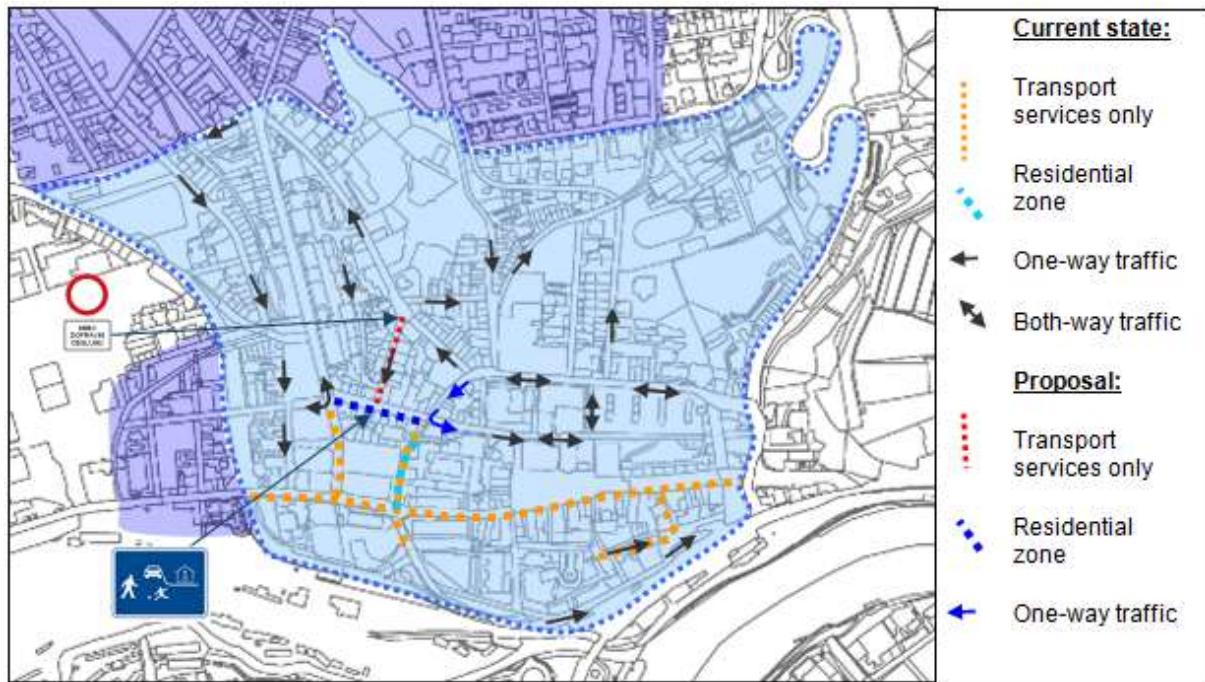 Current state:
Transport
services only
Residential
zone
One-way traffic
Both-way traffic
Proposal:
Transport
services only
Residential
zone
One-way traffic